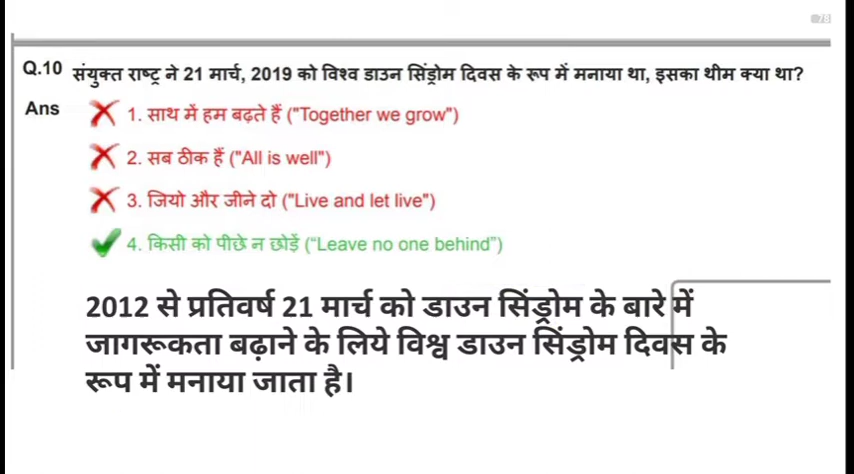 78
Q.10 संयुक्त राष्ट्र ने 21 मार्च, 2019 को विश्व डाउन सिंड्रोम दिवस के रूप में मनाया था, इसका थीम क्या था?
Ans 1. साथ में हम बढ़ते हैं ("Together we grow")
2. सब ठीक हैं ("All is well")
3. जियो और जीने दो ("Live and let live")
4. किसी को पीछे न छोड़ें (“Leave no one behind”)
2012 से प्रतिवर्ष 21 मार्च को डाउन सिंड्रोम के बारे में
जागरूकता बढ़ाने के लिये विश्व डाउन सिंड्रोम दिवस के
रूप में मनाया जाता है।